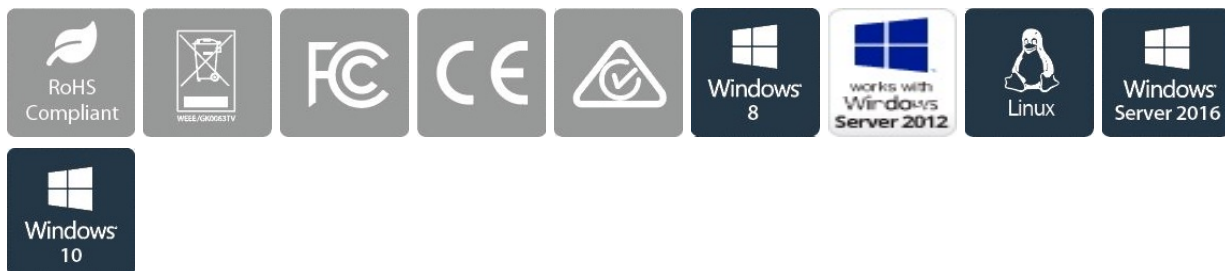 RoHS
Compliant
WEEE/GK0063TV
FC
CE
Windows
8
works with
Windows
Server 2012
Linux
Windows
Server 2016
Windows
10